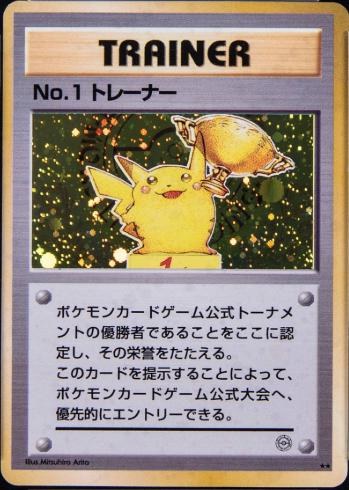 TRAINER
No.1 トレーナー
1
ポケモンカードゲーム公式トーナ
メントの優勝者であることをここに認
定し、その栄誉をたたえる。
このカードを提示することによって、
ポケモンカードゲーム公式大会へ、
優先的にエントリーできる。
Illus. Mitsuhiro Arita
★★